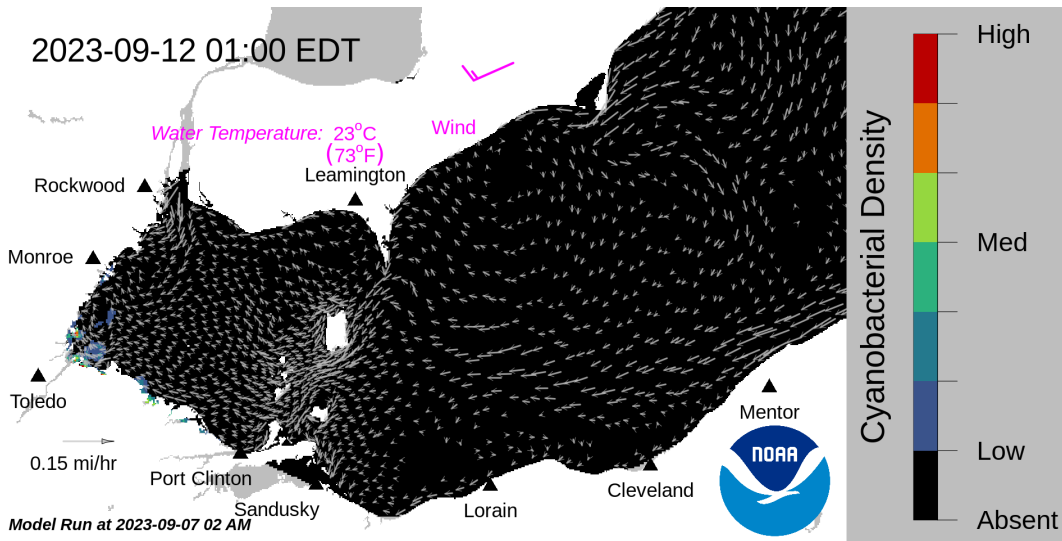 2023-09-12 01:00 EDT
High
Wind
Water Temperature: 23°C
(73°F)
Leamington
Rockwood
Cyanobacterial Density
Med
Monroe
Toledo
Mentor
0.15 mi/hr
NOAA
Low
Port Clinton
Cleveland
Sandusky
Lorain
Model Run at 2023-09-07 02 AM
Absent